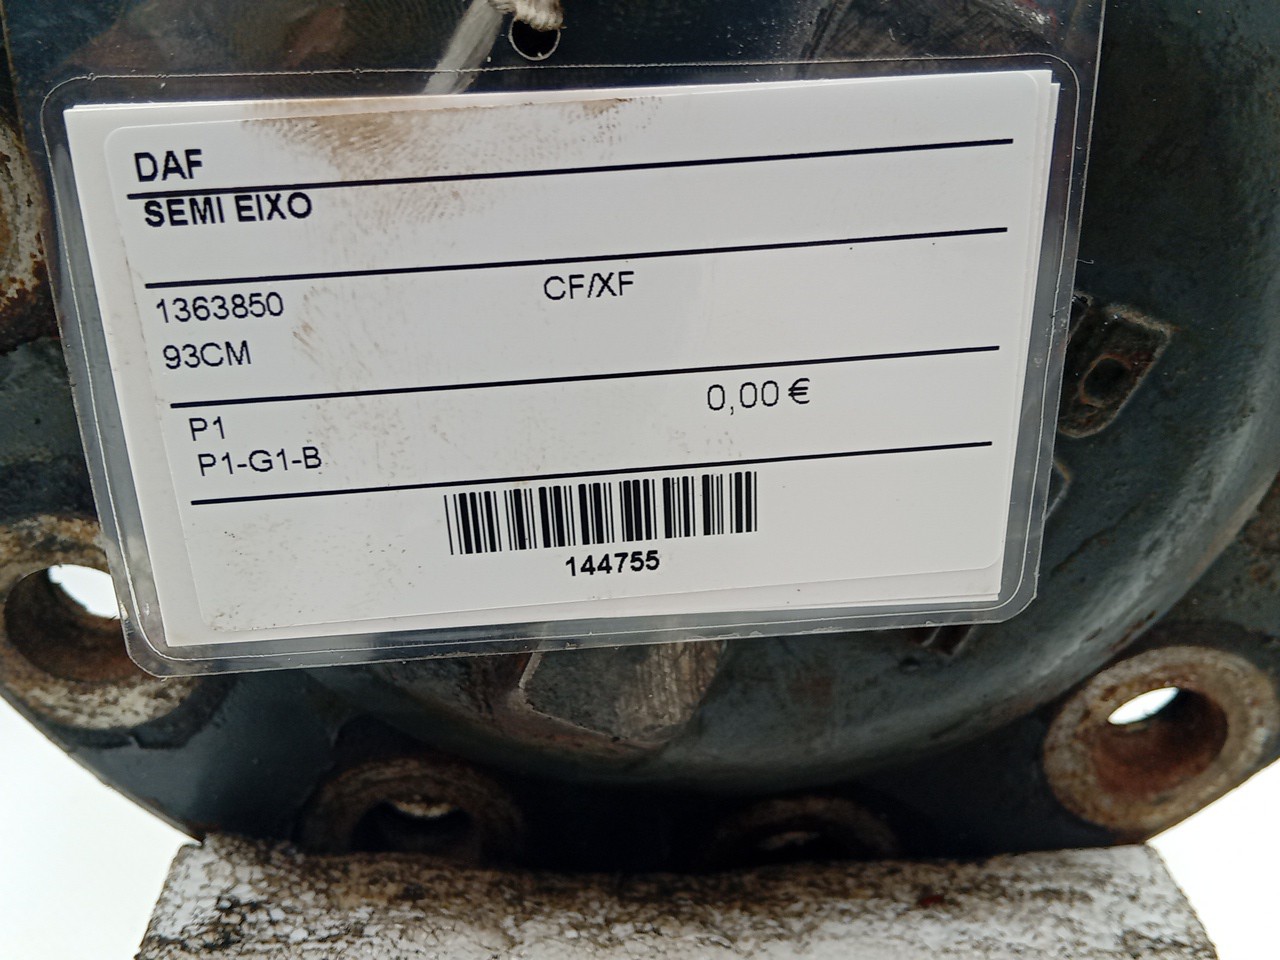 DAF
SEMI EIXO
1363850 CF/XF
93CM
P1 0,00 €
P1-G1-B
144755